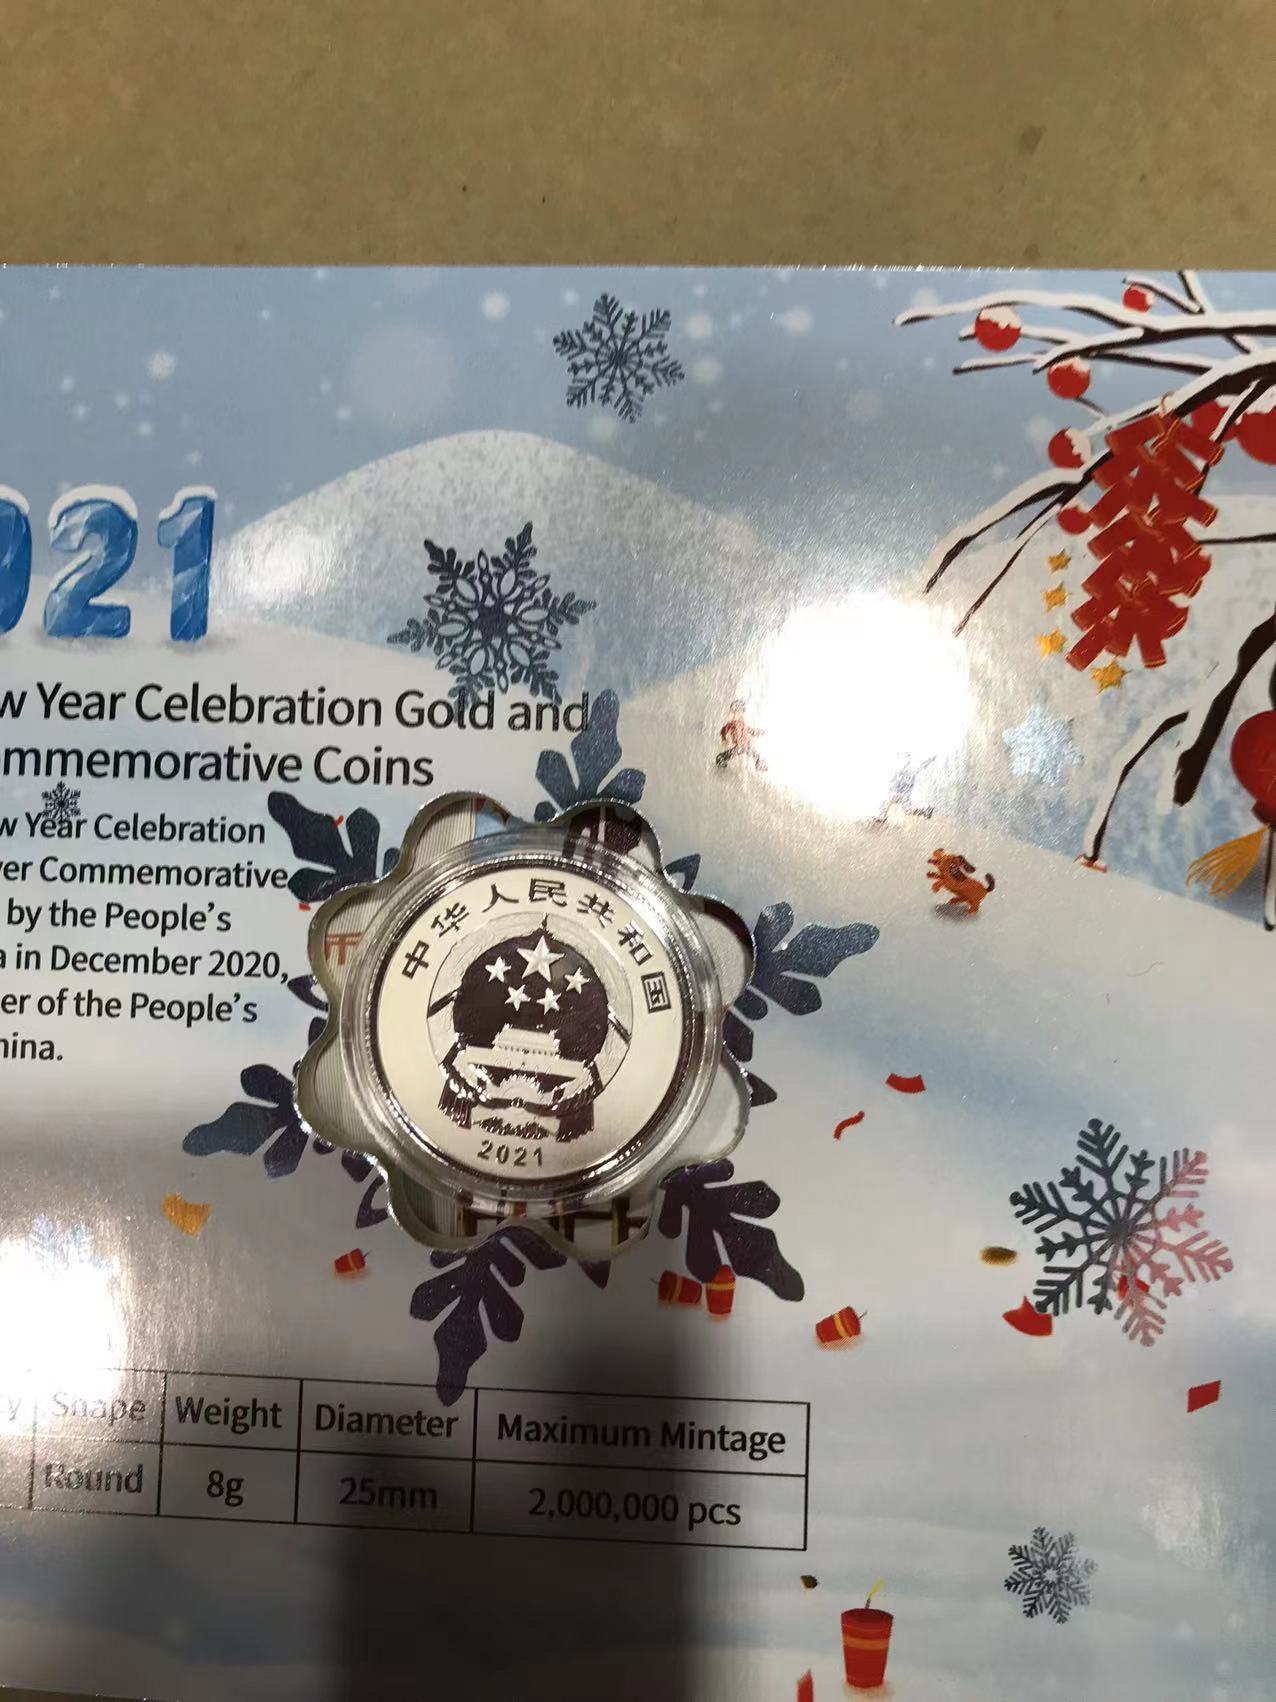 021
w Year Celebration Gold and
mmemorative Coins
w Year Celebration
er Commemorative
by the People's
a in December 2020,
er of the People's
hina.
中华人民共和国
2021
y Shape Weight Diameter Maximum Mintage
Round 8g 25mm 2,000,000 pcs